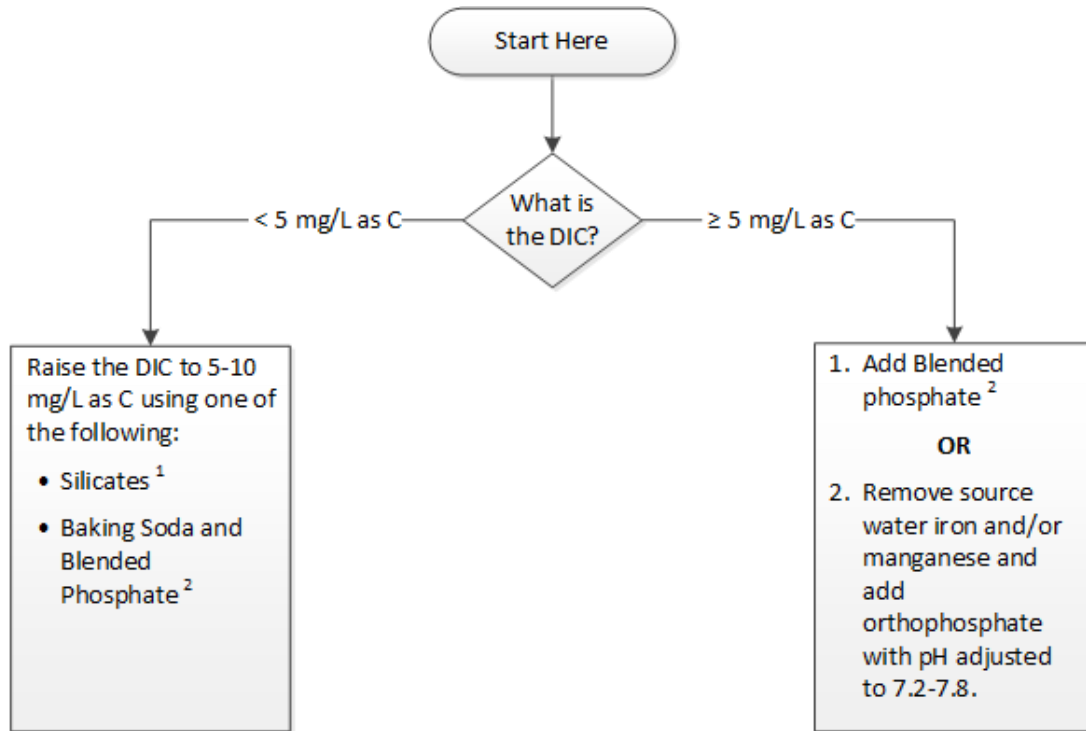 Start Here
What is
the DIC?
< 5 mg/L as C
≥ 5 mg/L as C
Raise the DIC to 5-10
mg/L as C using one of
the following:
• Silicates 1
• Baking Soda and
Blended
Phosphate 2
1. Add Blended
phosphate 2
OR
2. Remove source
water iron and/or
manganese and
add
orthophosphate
with pH adjusted
to 7.2-7.8.